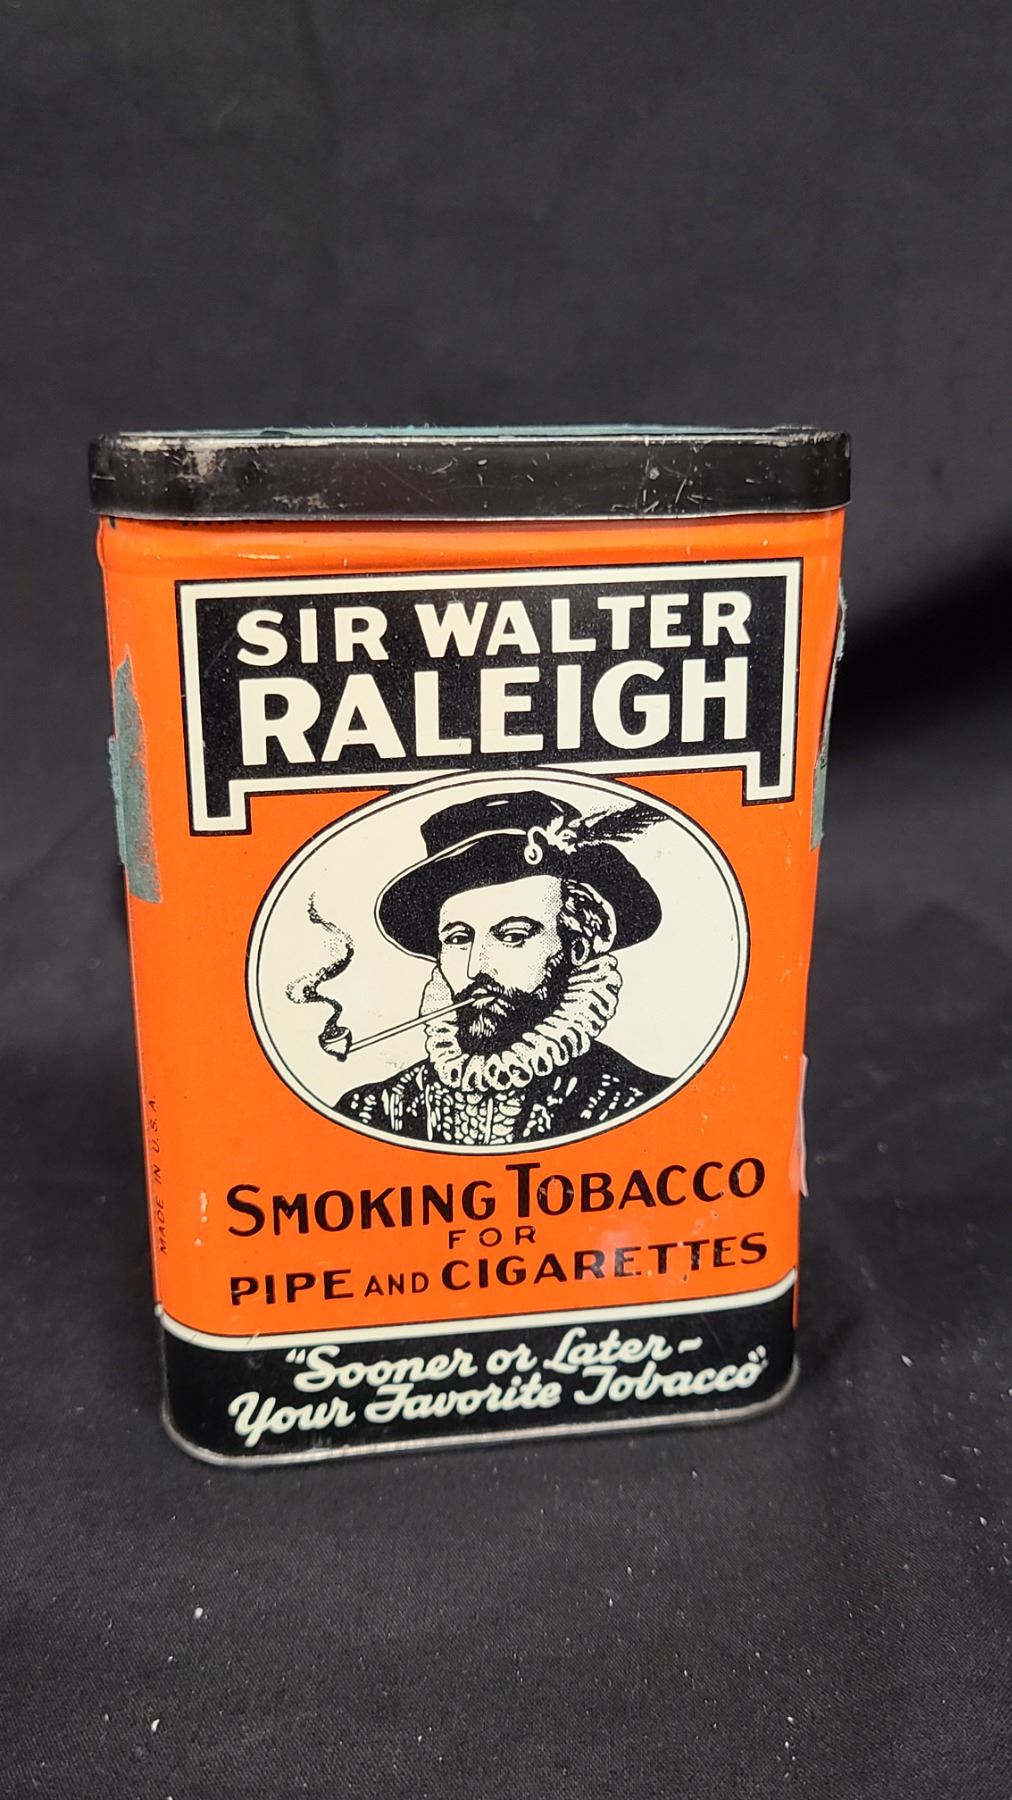 SIR WALTER
RALEIGH
SMOKING TOBACCO
FOR
PIPE AND CIGARETTES
"Sooner or Later~
Your Favorite Tobacco"
MADE IN U.S.A.